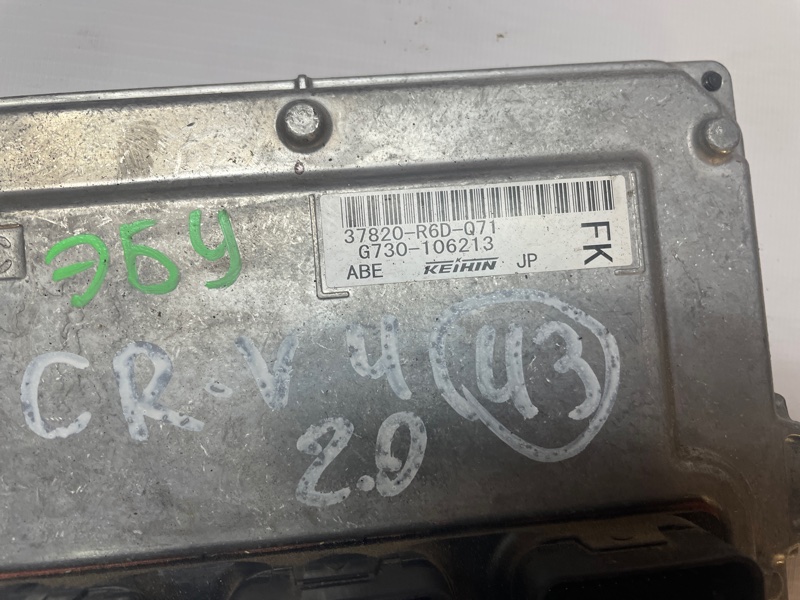 37820-R6D-Q71
G730-106213
ABE KEIHIN JP
FK
ЭБУ
CR-V 4 43
2.0